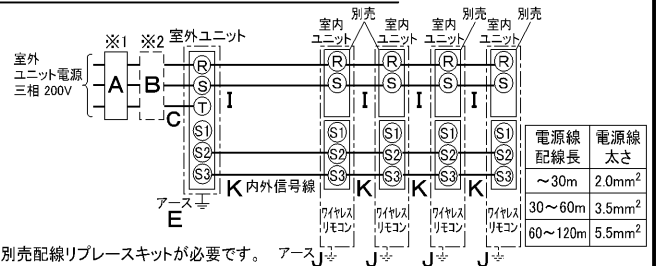 別売 別売 別売
※1 ※2 室外ユニット 室内ユニット 室内ユニット 室内ユニット 室内ユニット
室外
ユニット電源
三相 200V
A B C
R S T S1 S2 S3
I I I I
R S S1 S2 S3
R S S1 S2 S3
R S S1 S2 S3
R S S1 S2 S3
K 内外信号線 K K K
アース
E
ワイヤレスリモコン ワイヤレスリモコン ワイヤレスリモコン ワイヤレスリモコン
アース J J J J
別売配線リプレースキットが必要です。
電源線配線長 電源線太さ
～30m 2.0mm²
30～60m 3.5mm²
60～120m 5.5mm²